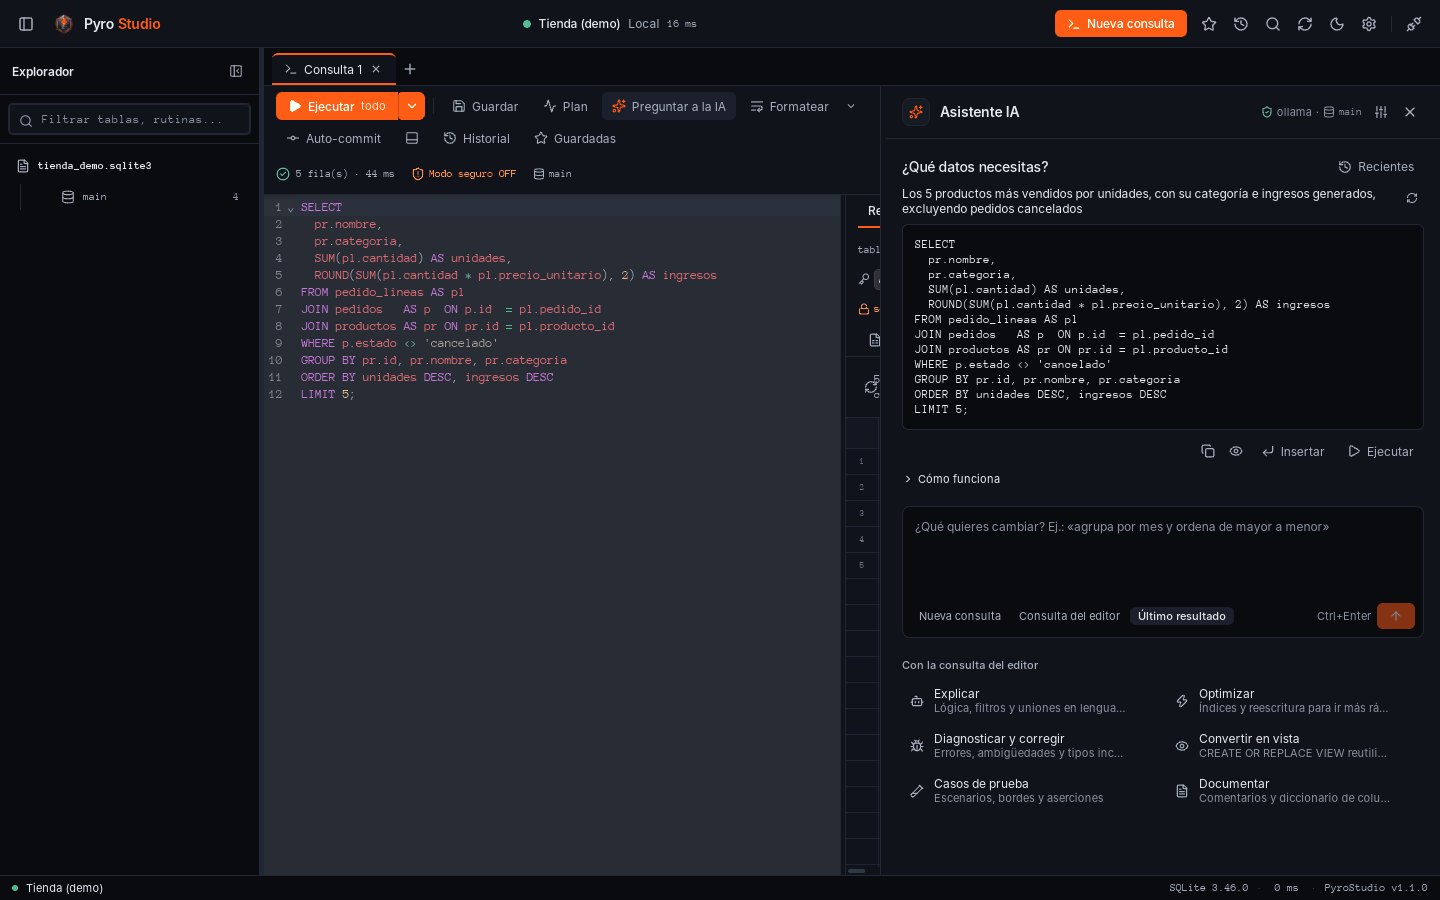 Pyro Studio
Tienda (demo) Local 16 ms
Nueva consulta
Explorador
Filtrar tablas, rutinas...
tienda_demo.sqlite3
main 4
Consulta 1
Ejecutar todo
Guardar
Plan
Preguntar a la IA
Formatear
Auto-commit
Historial
Guardadas
5 fila(s) · 44 ms
Modo seguro OFF
main
1 SELECT
2 pr.nombre,
3 pr.categoria,
4 SUM(pl.cantidad) AS unidades,
5 ROUND(SUM(pl.cantidad * pl.precio_unitario), 2) AS ingresos
6 FROM pedido_lineas AS pl
7 JOIN pedidos   AS p  ON p.id  = pl.pedido_id
8 JOIN productos AS pr ON pr.id = pl.producto_id
9 WHERE p.estado <> 'cancelado'
10 GROUP BY pr.id, pr.nombre, pr.categoria
11 ORDER BY unidades DESC, ingresos DESC
12 LIMIT 5;
Re
tabl
1
2
3
4
5
Asistente IA
ollama · main
¿Qué datos necesitas?
Recientes
Los 5 productos más vendidos por unidades, con su categoría e ingresos generados,
excluyendo pedidos cancelados
SELECT
pr.nombre,
pr.categoria,
SUM(pl.cantidad) AS unidades,
ROUND(SUM(pl.cantidad * pl.precio_unitario), 2) AS ingresos
FROM pedido_lineas AS pl
JOIN pedidos   AS p  ON p.id  = pl.pedido_id
JOIN productos AS pr ON pr.id = pl.producto_id
WHERE p.estado <> 'cancelado'
GROUP BY pr.id, pr.nombre, pr.categoria
ORDER BY unidades DESC, ingresos DESC
LIMIT 5;
Insertar
Ejecutar
Cómo funciona
¿Qué quieres cambiar? Ej.: «agrupa por mes y ordena de mayor a menor»
Nueva consulta
Consulta del editor
Último resultado
Ctrl+Enter
Con la consulta del editor
Explicar
Lógica, filtros y uniones en lengua...
Optimizar
Índices y reescritura para ir más rá...
Diagnosticar y corregir
Errores, ambigüedades y tipos inc...
Convertir en vista
CREATE OR REPLACE VIEW reutili...
Casos de prueba
Escenarios, bordes y aserciones
Documentar
Comentarios y diccionario de colu...
Tienda (demo)
SQLite 3.46.0 · 0 ms · PyroStudio v1.1.0